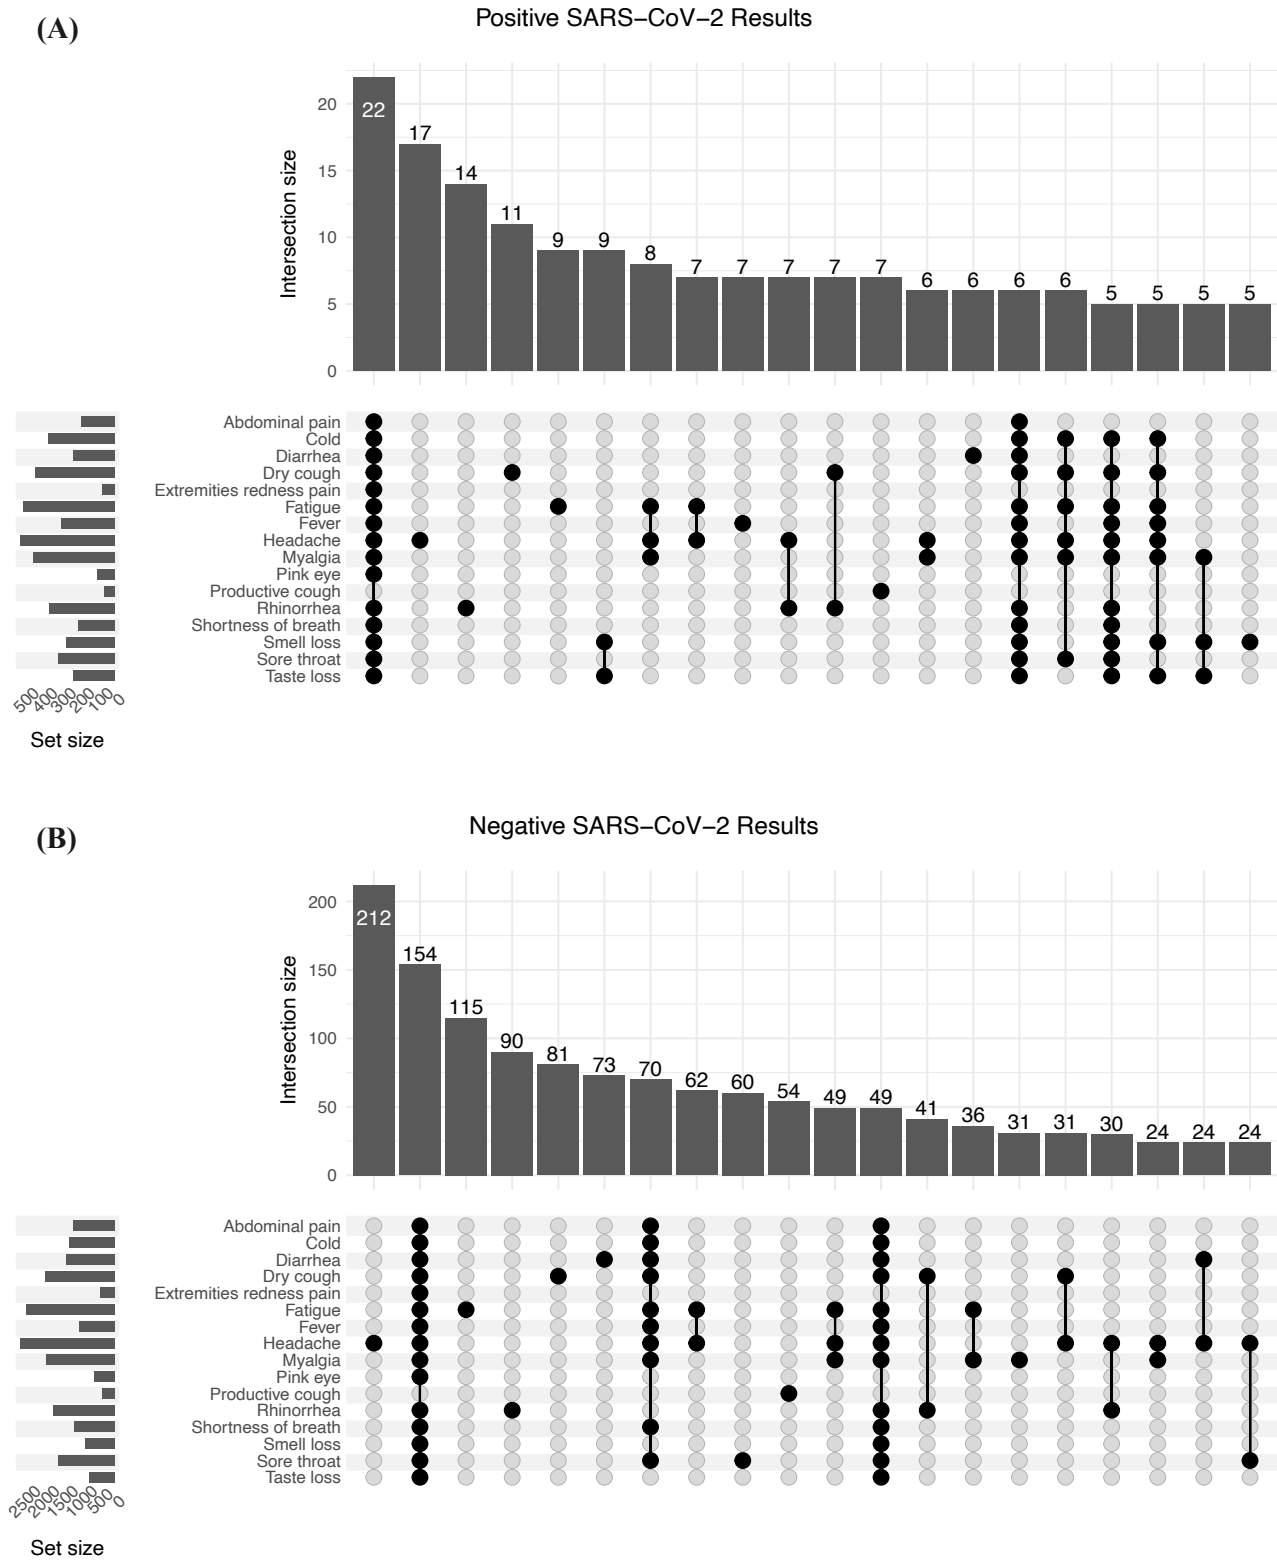 (A)
Positive SARS−CoV−2 Results
Intersection size
20
15
10
5
0
22 17 14 11 9 9 8 7 7 7 7 7 6 6 6 6 5 5 5 5
Abdominal pain
Cold
Diarrhea
Dry cough
Extremities redness pain
Fatigue
Fever
Headache
Myalgia
Pink eye
Productive cough
Rhinorrhea
Shortness of breath
Smell loss
Sore throat
Taste loss
500 400 300 200 100 0
Set size
(B)
Negative SARS−CoV−2 Results
Intersection size
200
150
100
50
0
212 154 115 90 81 73 70 62 60 54 49 49 41 36 31 31 30 24 24 24
Abdominal pain
Cold
Diarrhea
Dry cough
Extremities redness pain
Fatigue
Fever
Headache
Myalgia
Pink eye
Productive cough
Rhinorrhea
Shortness of breath
Smell loss
Sore throat
Taste loss
2500 2000 1500 1000 500 0
Set size